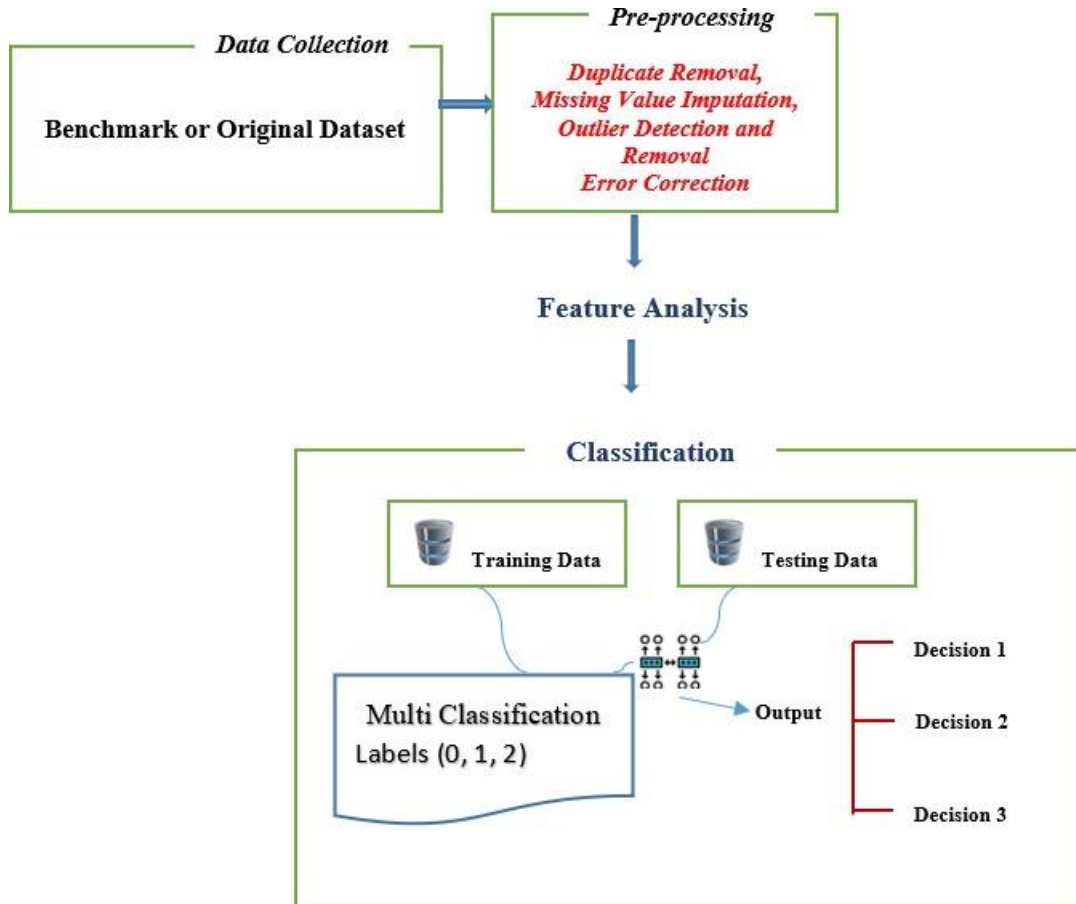 Data Collection
Benchmark or Original Dataset
Pre-processing
Duplicate Removal,
Missing Value Imputation,
Outlier Detection and
Removal
Error Correction
Feature Analysis
Classification
Training Data
Testing Data
Multi Classification
Labels (0, 1, 2)
Output
Decision 1
Decision 2
Decision 3